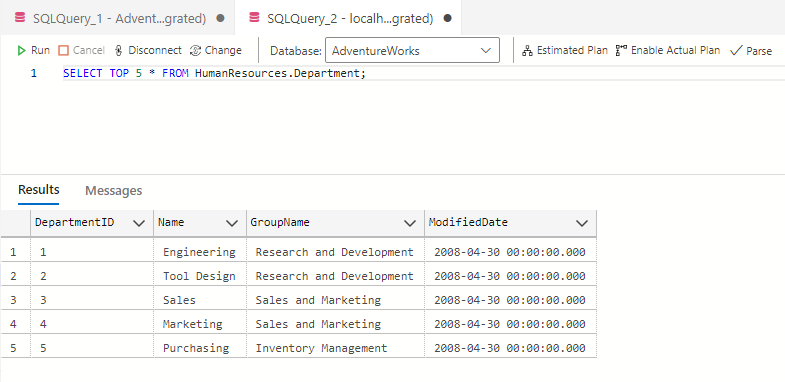 SQLQuery_1 - Advent...grated) SQLQuery_2 - localh...grated)
Run Cancel Disconnect Change Database: AdventureWorks Estimated Plan Enable Actual Plan Parse
1 SELECT TOP 5 * FROM HumanResources.Department;
Results Messages
DepartmentID Name GroupName ModifiedDate
1 1 Engineering Research and Development 2008-04-30 00:00:00.000
2 2 Tool Design Research and Development 2008-04-30 00:00:00.000
3 3 Sales Sales and Marketing 2008-04-30 00:00:00.000
4 4 Marketing Sales and Marketing 2008-04-30 00:00:00.000
5 5 Purchasing Inventory Management 2008-04-30 00:00:00.000